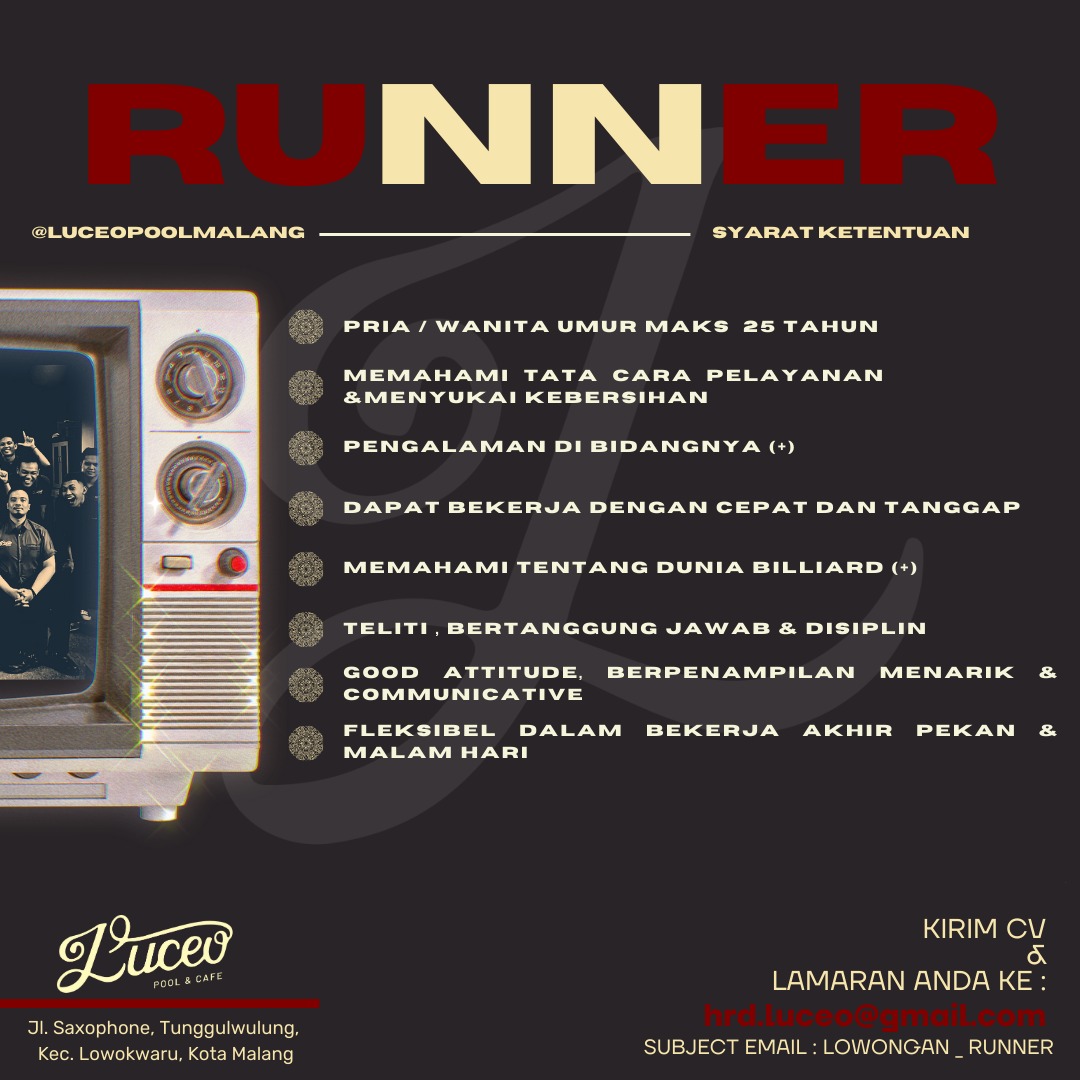 RUNNER
@LUCEOPOOLMALANG
SYARAT KETENTUAN
PRIA / WANITA UMUR MAKS 25 TAHUN
MEMAHAMI TATA CARA PELAYANAN
&MENYUKAI KEBERSIHAN
PENGALAMAN DI BIDANGNYA (+)
DAPAT BEKERJA DENGAN CEPAT DAN TANGGAP
MEMAHAMI TENTANG DUNIA BILLIARD (+)
TELITI , BERTANGGUNG JAWAB & DISIPLIN
GOOD ATTITUDE, BERPENAMPILAN MENARIK &
COMMUNICATIVE
FLEKSIBEL DALAM BEKERJA AKHIR PEKAN &
MALAM HARI
Luceo
POOL & CAFE
Jl. Saxophone, Tunggulwulung,
Kec. Lowokwaru, Kota Malang
KIRIM CV
&
LAMARAN ANDA KE :
hrd.luceo@gmail.com
SUBJECT EMAIL : LOWONGAN _ RUNNER